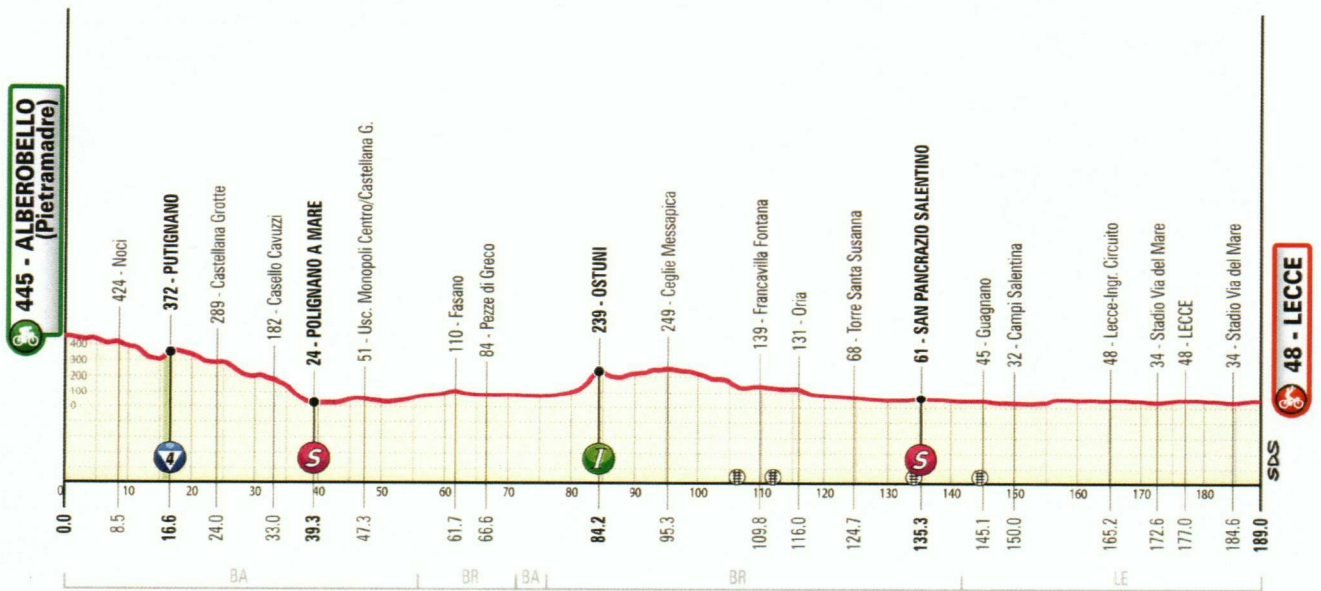 445 - ALBEROBELLO
(Pietramadre)
424 - Noci
372 - PUTIGNANO
289 - Castellana Grotte
182 - Casello Cavuzzi
24 - POLIGNANO A MARE
51 - Usc. Monopoli Centro/Castellana G.
110 - Fasano
84 - Pezze di Greco
239 - OSTUNI
249 - Ceglie Messapica
139 - Francavilla Fontana
131 - Oria
68 - Torre Santa Susanna
61 - SAN PANCRAZIO SALENTINO
45 - Guagnano
32 - Campi Salentina
48 - Lecce-Ingr. Circuito
34 - Stadio Via del Mare
48 - LECCE
34 - Stadio Via del Mare
48 - LECCE
400
300
200
100
0
4
S
I
S
SDS
0 10 20 30 40 50 60 70 80 90 100 110 120 130 140 150 160 170 180
0.0 8.5 16.6 24.0 33.0 39.3 47.3 61.7 66.6 84.2 95.3 109.8 116.0 124.7 135.3 145.1 150.0 165.2 172.6 177.0 184.6 189.0
BA BR BA BR LE